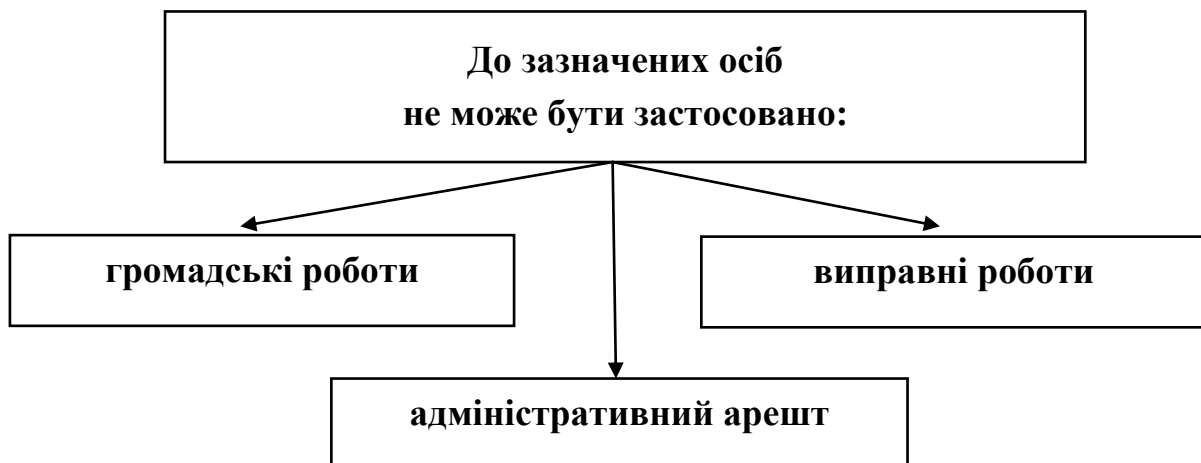 До зазначених осіб
не може бути застосовано:
громадські роботи
виправні роботи
адміністративний арешт